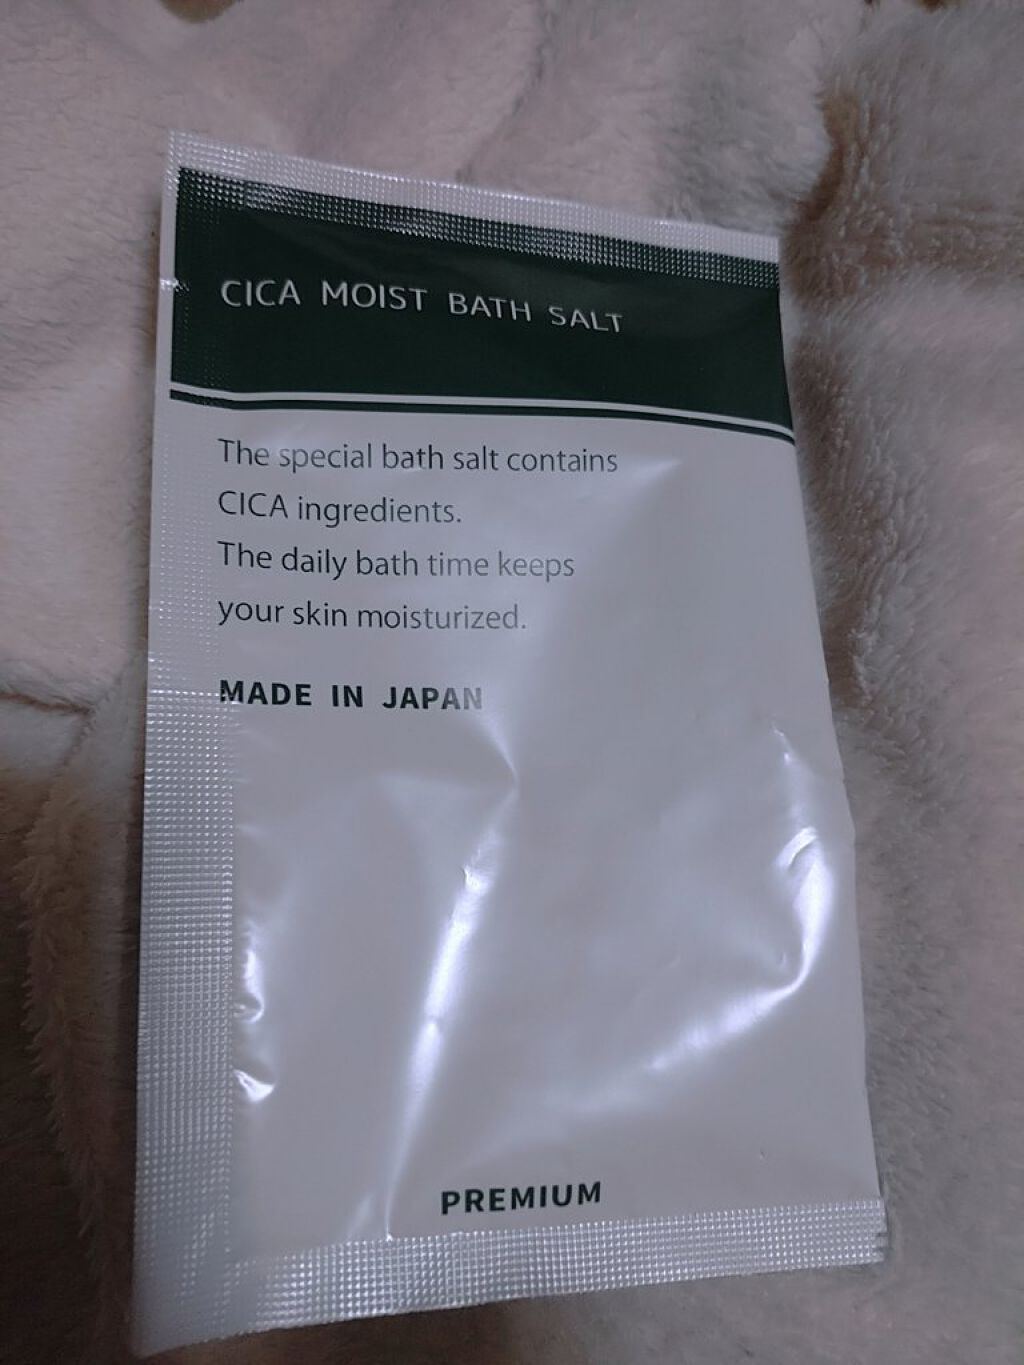 CICA MOIST BATH SALT
The special bath salt contains
CICA ingredients.
The daily bath time keeps
your skin moisturized.
MADE IN JAPAN
PREMIUM